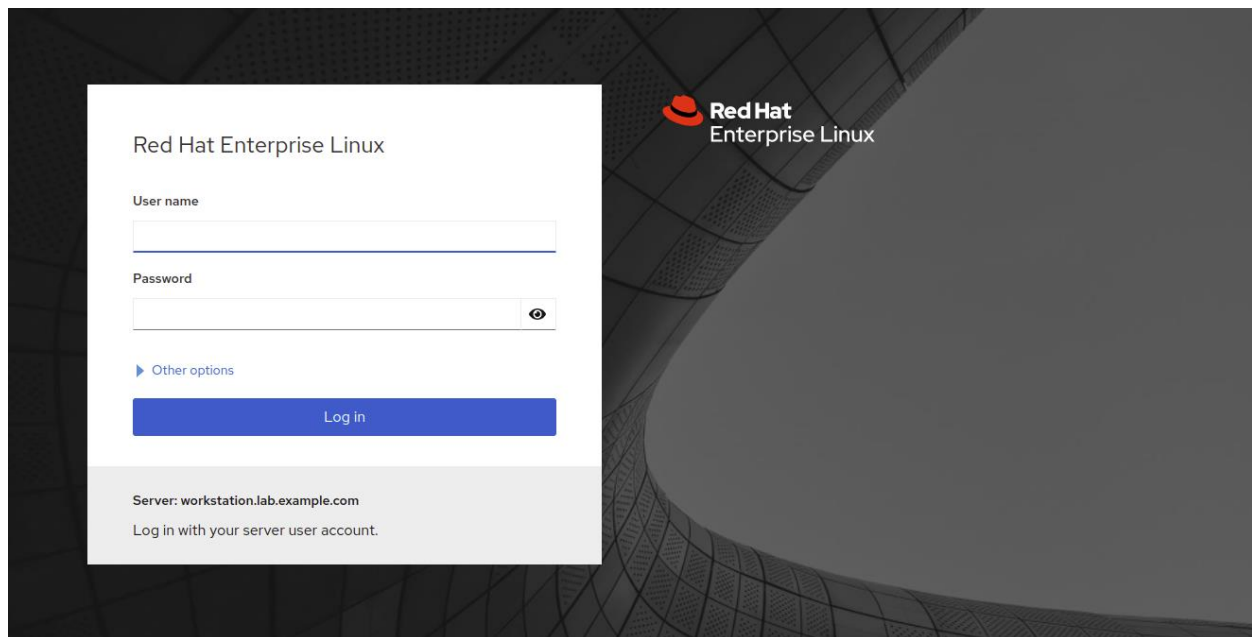 Red Hat Enterprise Linux
User name
Password
Other options
Log in
Server: workstation.lab.example.com
Log in with your server user account.
Red Hat
Enterprise Linux